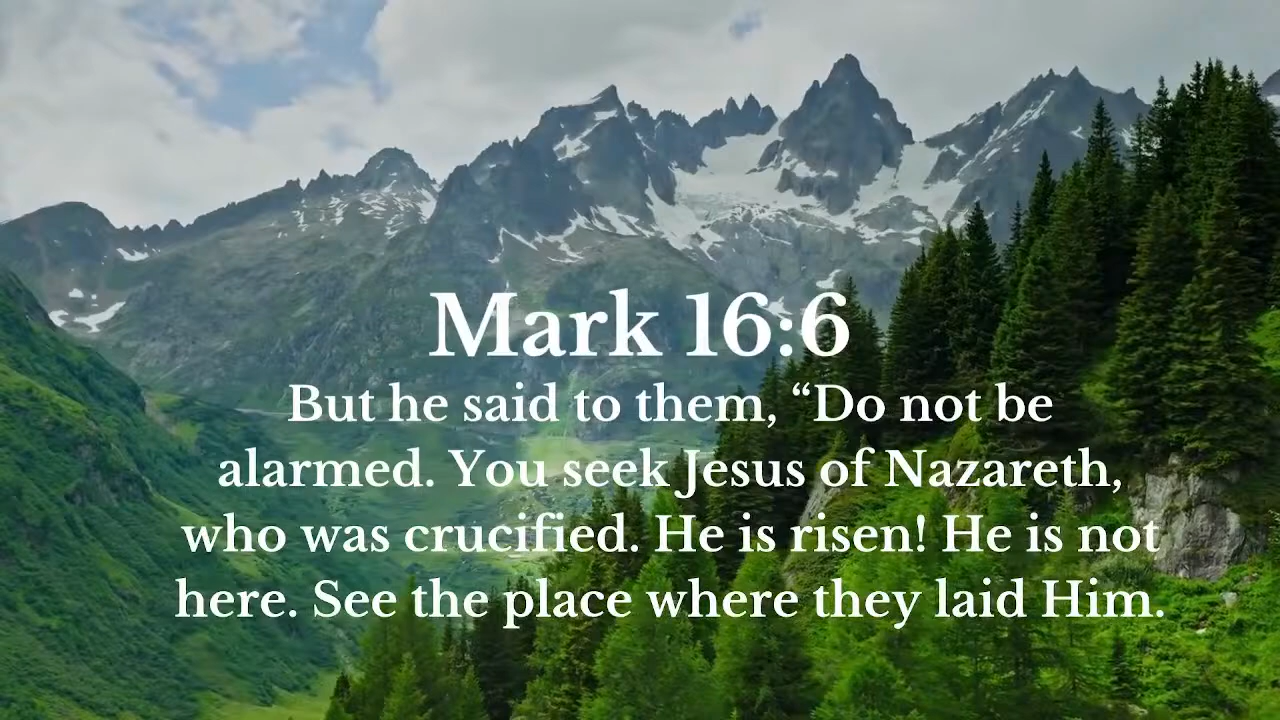 Mark 16:6
But he said to them, “Do not be
alarmed. You seek Jesus of Nazareth,
who was crucified. He is risen! He is not
here. See the place where they laid Him.